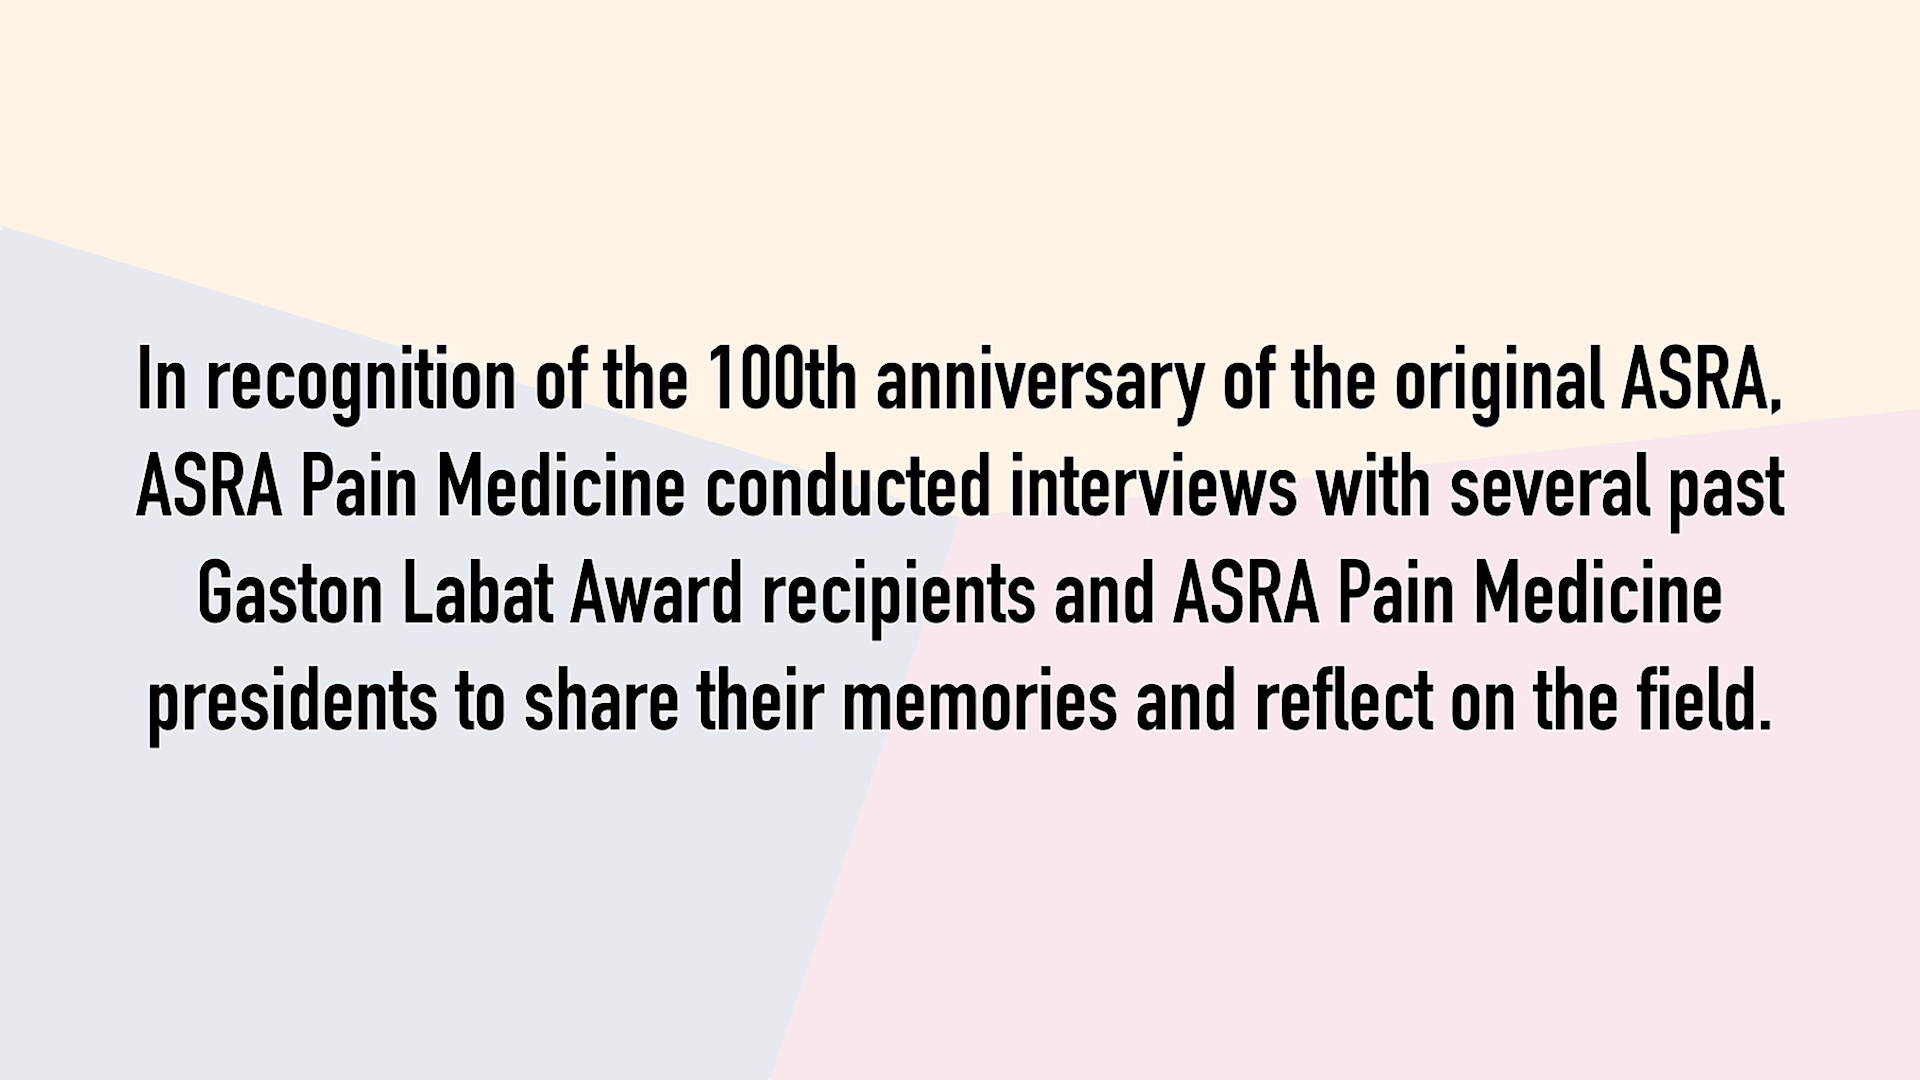 In recognition of the 100th anniversary of the original ASRA,
ASRA Pain Medicine conducted interviews with several past
Gaston Labat Award recipients and ASRA Pain Medicine
presidents to share their memories and reflect on the field.